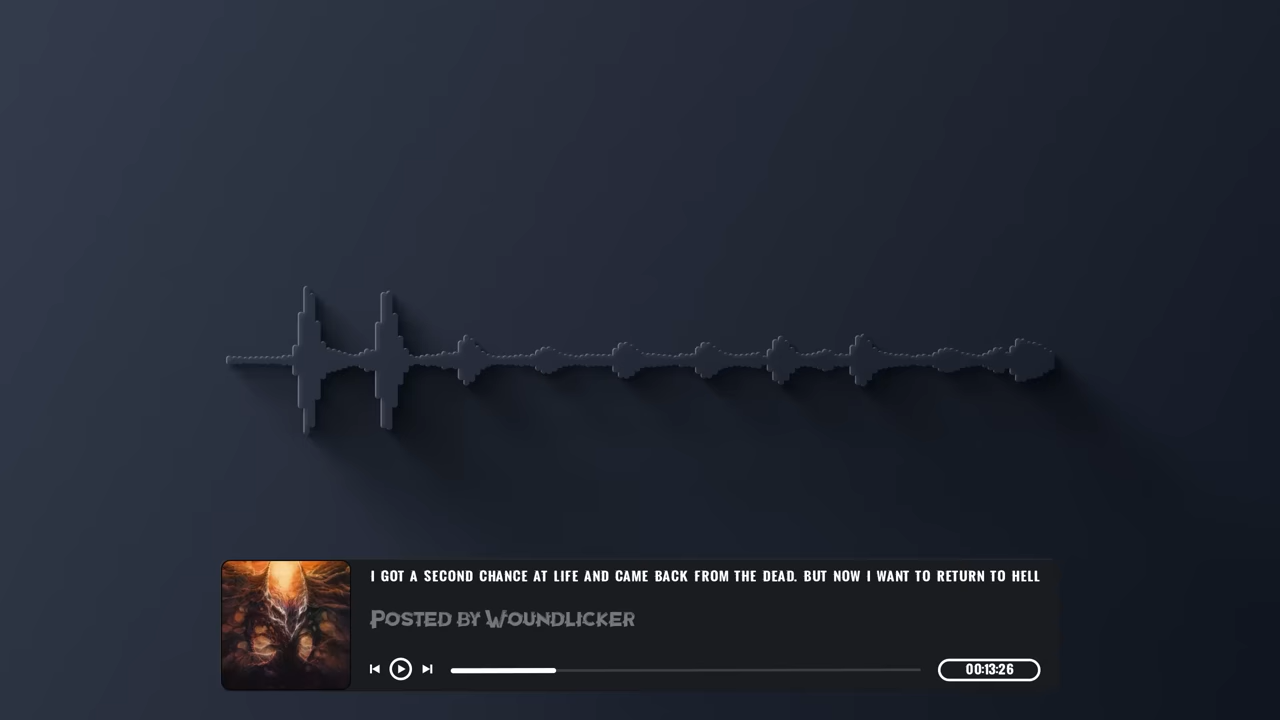 I GOT A SECOND CHANCE AT LIFE AND CAME BACK FROM THE DEAD. BUT NOW I WANT TO RETURN TO HELL
POSTED BY WOUNDLICKER
00:13:26